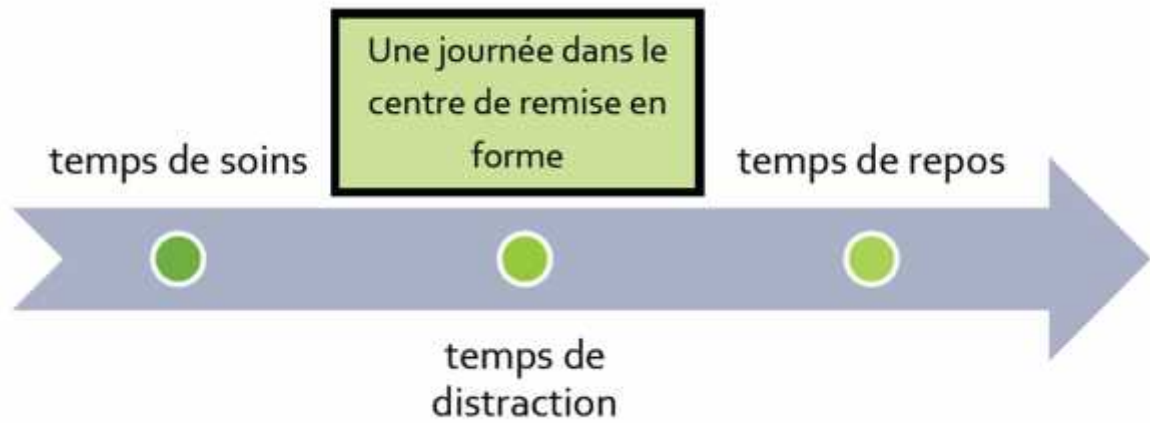 Une journée dans le
centre de remise en
forme
temps de soins
temps de repos
temps de
distraction